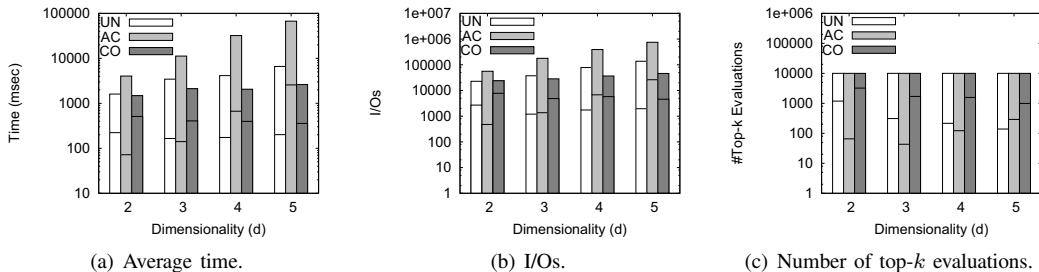 UN
AC
CO
100000
10000
1000
100
10
Time (msec)
2 3 4 5
Dimensionality (d)
(a) Average time.
UN
AC
CO
1e+007
1e+006
100000
10000
1000
100
10
1
I/Os
2 3 4 5
Dimensionality (d)
(b) I/Os.
UN
AC
CO
1e+006
100000
10000
1000
100
10
1
#Top-k Evaluations
2 3 4 5
Dimensionality (d)
(c) Number of top-k evaluations.